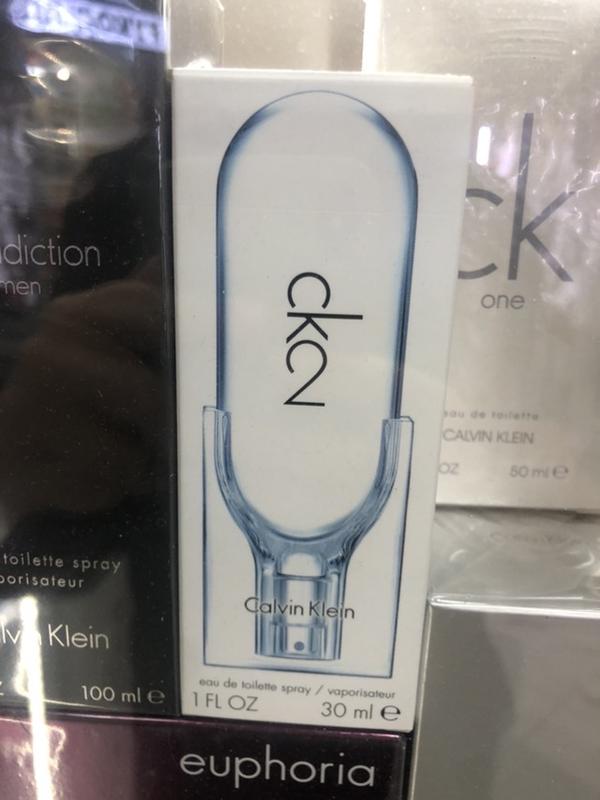 diction
men
toilette spray
porisateur
Klein
100 ml e
ck2
Calvin Klein
eau de toilette spray / vaporisateur
1 FL OZ
30 ml e
ck
one
eau de toilette
CALVIN KLEIN
OZ
50 ml e
euphoria